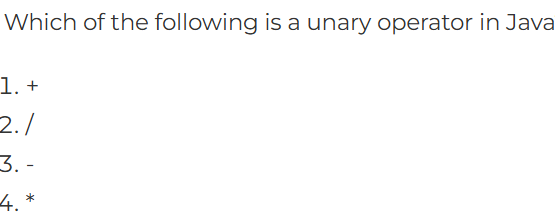 Which of the following is a unary operator in Java
1. +
2. /
3. -
4. *